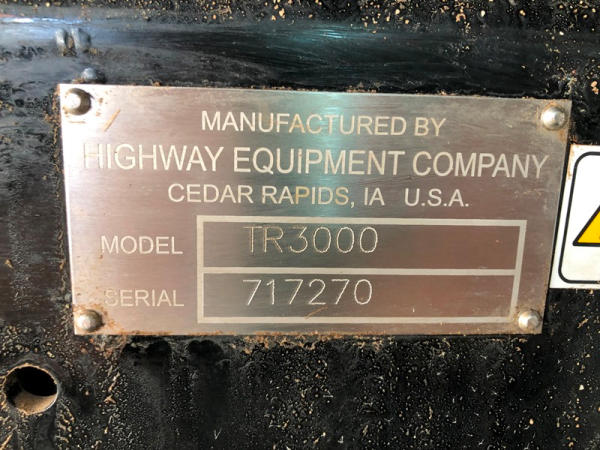 MANUFACTURED BY
HIGHWAY EQUIPMENT COMPANY
CEDAR RAPIDS, IA U.S.A.
MODEL TR3000
SERIAL 717270